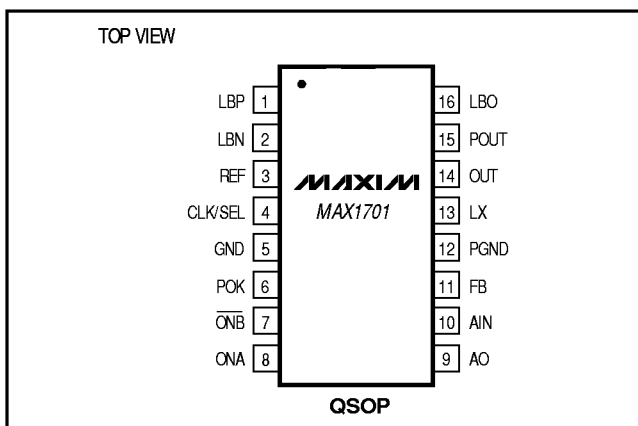 TOP VIEW
LBP 1 16 LBO
LBN 2 15 POUT
REF 3 MAXIM 14 OUT
CLK/SEL 4 MAX1701 13 LX
GND 5 12 PGND
POK 6 11 FB
ONB 7 10 AIN
ONA 8 9 AO
QSOP